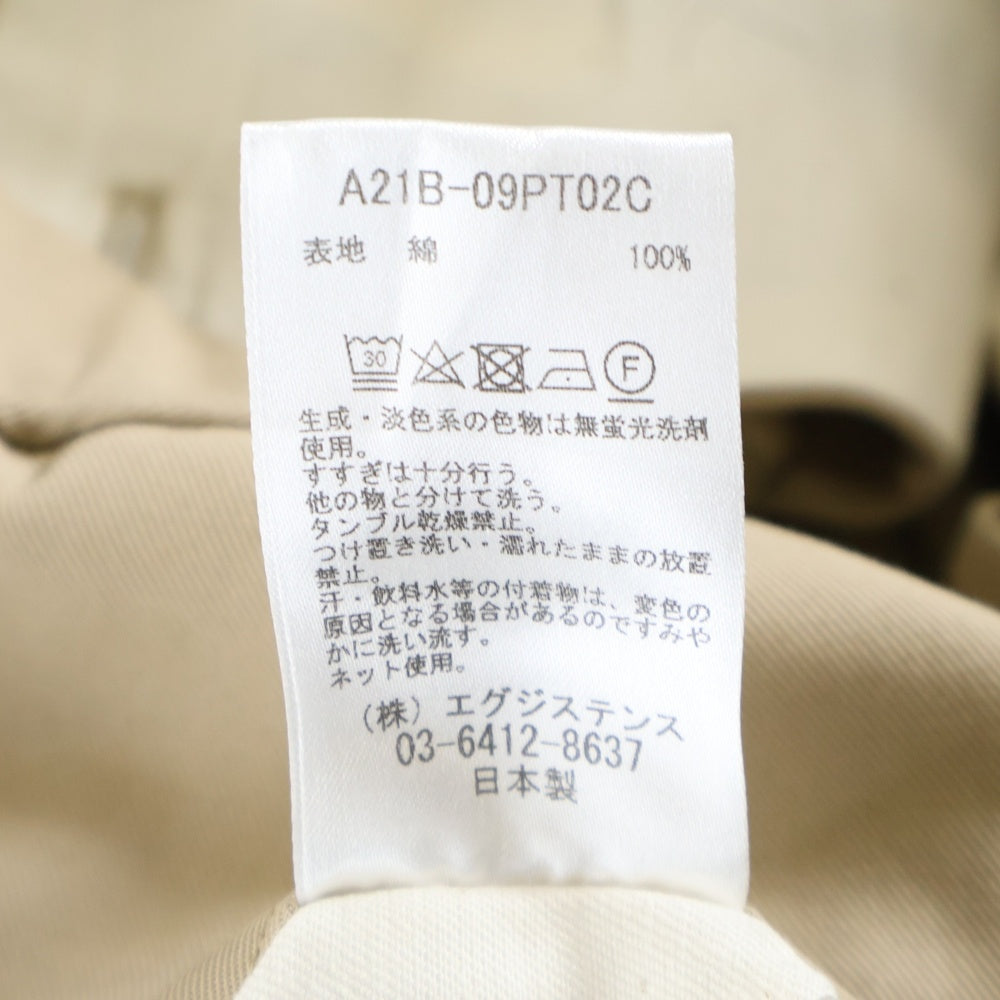 A21B-09PT02C
表地 綿 100%
30 F
生成・淡色系の色物は無蛍光洗剤
使用。
すすぎは十分行う。
他の物と分けて洗う。
タンブル乾燥禁止。
つけ置き洗い・濡れたままの放置
禁止。
汗・飲料水等の付着物は、変色の
原因となる場合があるのですみや
かに洗い流す。
ネット使用。
(株) エグジステンス
03-6412-8637
日本製